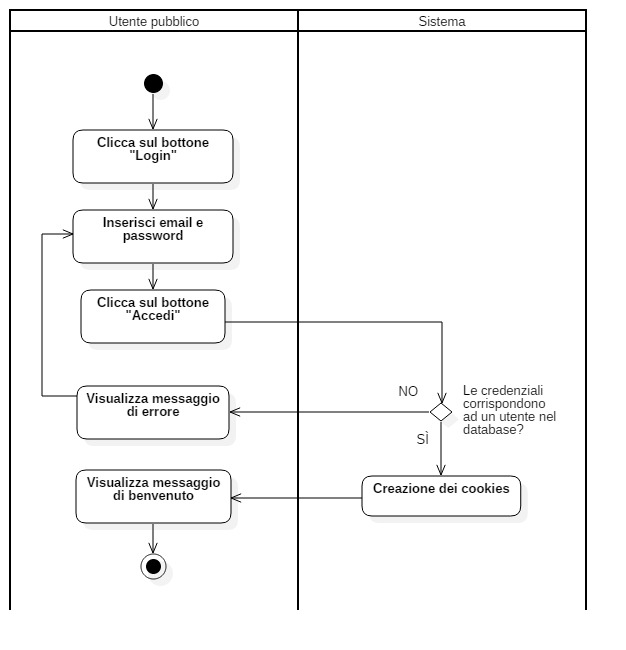 Utente pubblico
Sistema
Clicca sul bottone
"Login"
Inserisci email e
password
Clicca sul bottone
"Accedi"
NO
Le credenziali
corrispondono
ad un utente nel
database?
Visualizza messaggio
di errore
SÌ
Visualizza messaggio
di benvenuto
Creazione dei cookies